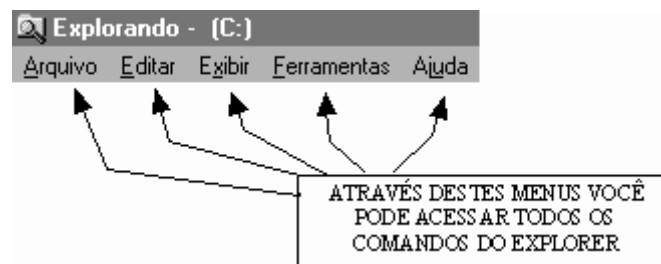 Explorando - (C:)
Arquivo Editar Exibir Ferramentas Ajuda
ATRAVÉS DESTES MENUS VOCÊ
PODE ACESSAR TODOS OS
COMANDOS DO EXPLORER